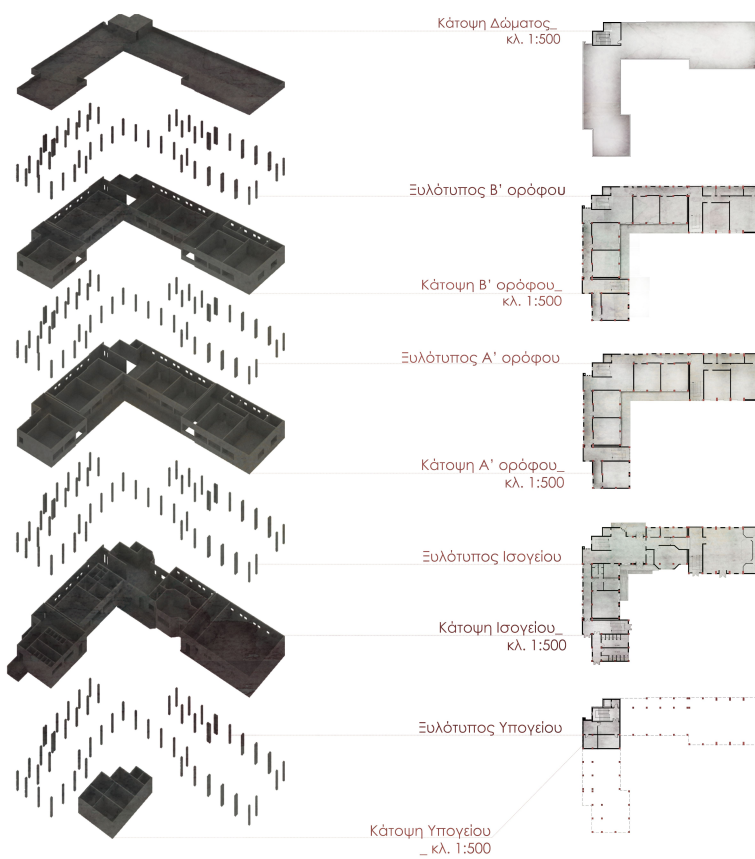 Κάτοψη Δώματος_
κλ. 1:500
Ξυλότυπος Β' ορόφου
Κάτοψη Β' ορόφου_
κλ. 1:500
Ξυλότυπος Α' ορόφου
Κάτοψη Α' ορόφου_
κλ. 1:500
Ξυλότυπος Ισογείου
Κάτοψη Ισογείου_
κλ. 1:500
Ξυλότυπος Υπογείου
Κάτοψη Υπογείου
_ κλ. 1:500